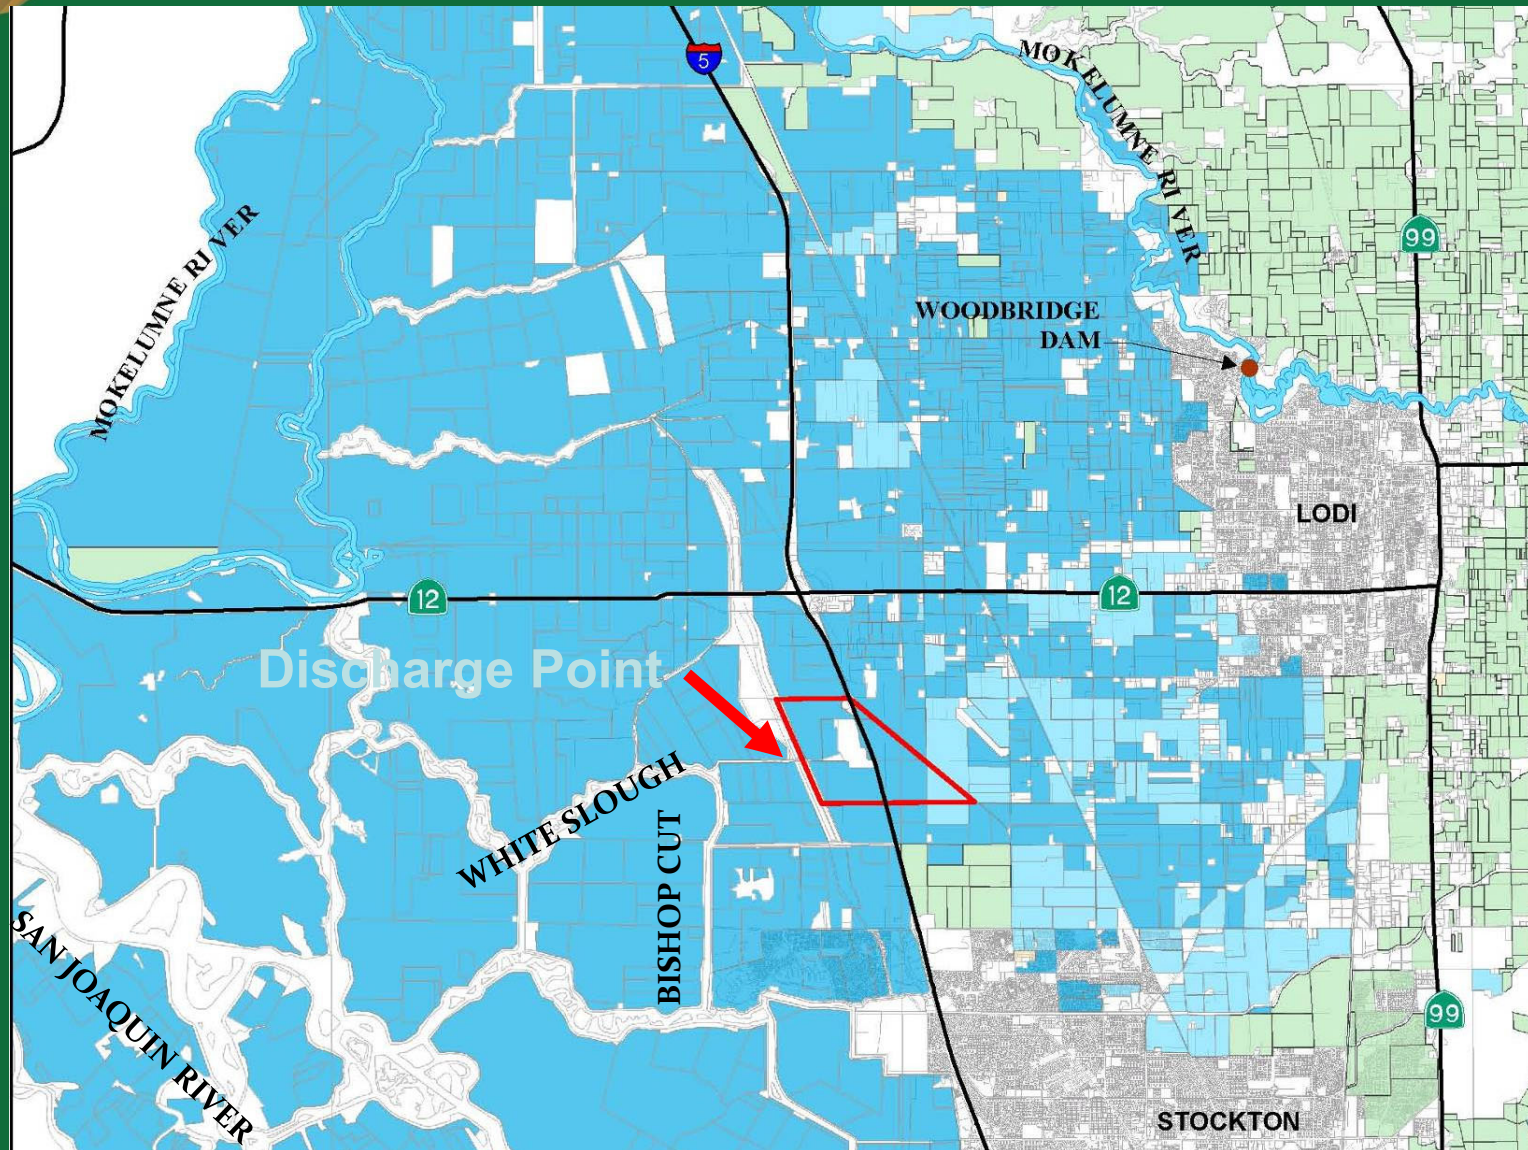 5
MOKELUMNE RIVER
99
MOKELUMNE RIVER
WOODBRIDGE
DAM
LODI
12
12
Discharge Point
WHITE SLOUGH
BISHOP CUT
SAN JOAQUIN RIVER
99
STOCKTON